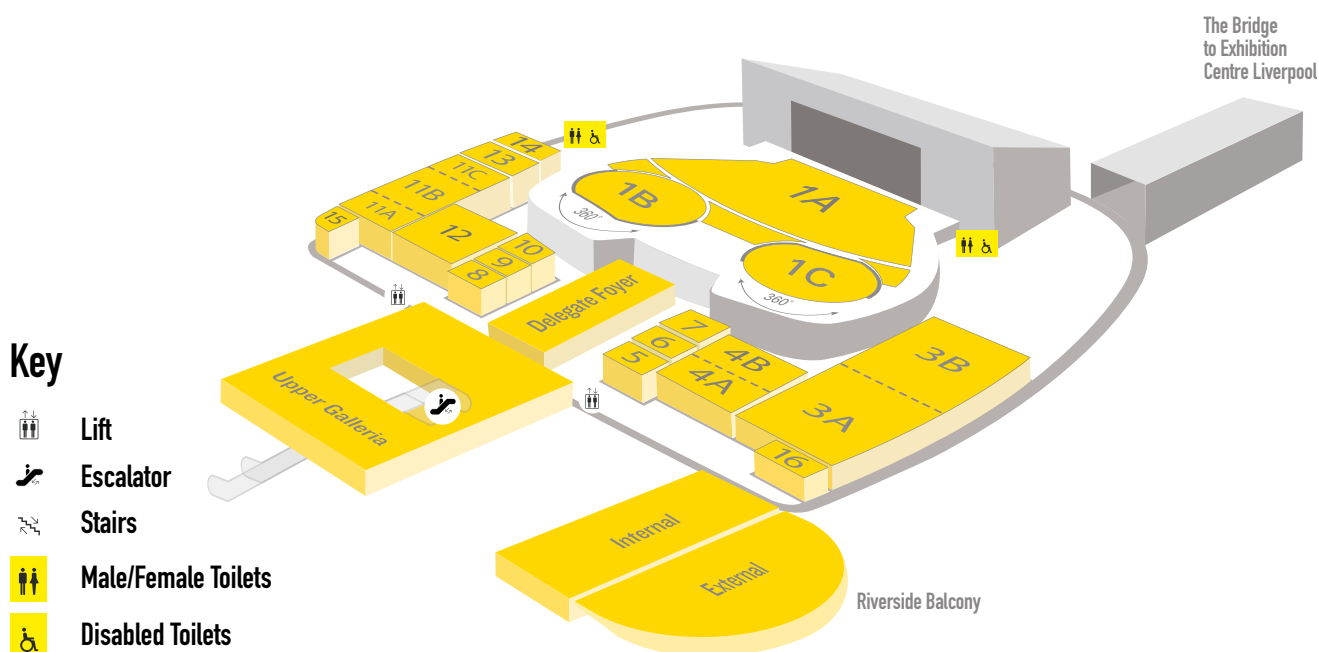 The Bridge
to Exhibition
Centre Liverpool
14
13
11C
11B
11A
15
12
10
9
8
1B
360°
1A
1C
360°
Delegate Foyer
7
6
5
4B
4A
3B
3A
16
Upper Galleria
Internal
External
Riverside Balcony
Key
Lift
Escalator
Stairs
Male/Female Toilets
Disabled Toilets